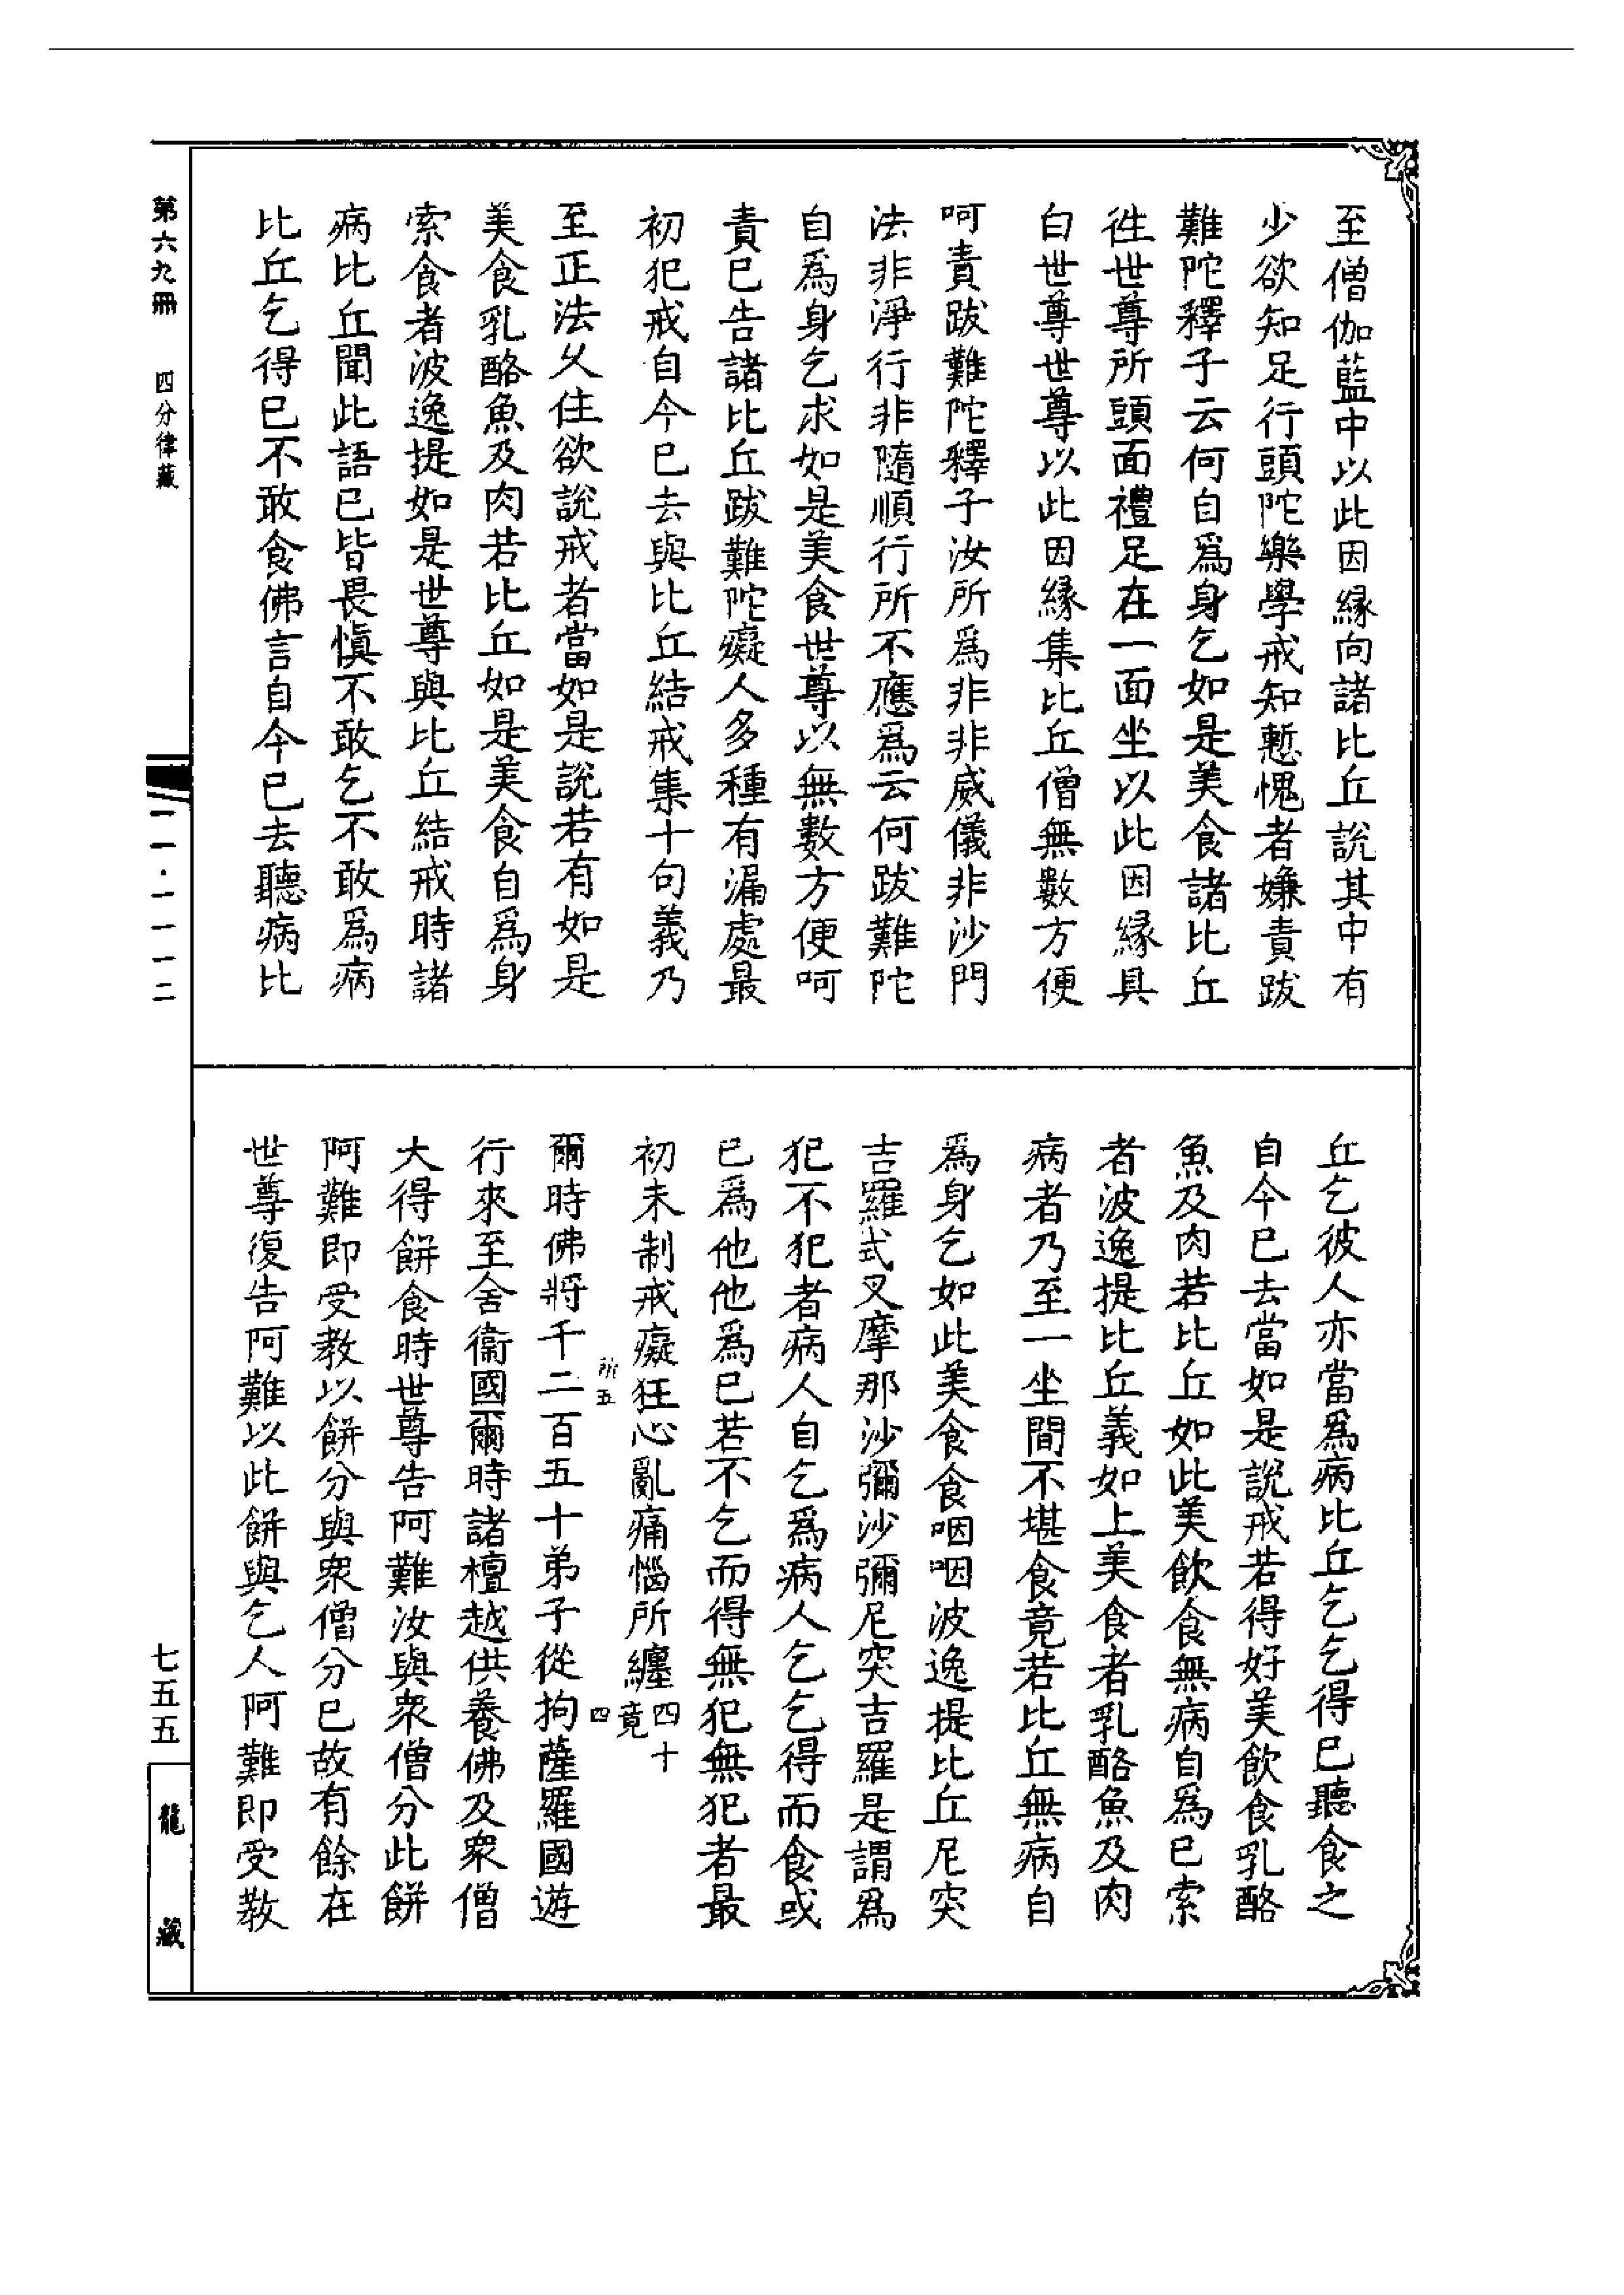 至僧伽藍中以此因緣向諸比丘說其中有
少欲知足行頭陀樂學戒知慙愧者嫌責跋
難陀釋子云何自爲身乞如是美食諸比丘
徃世尊所頭面禮足在一面坐以此因緣具
白世尊世尊以此因緣集比丘僧無數方便
呵責跋難陀釋子汝所爲非非威儀非沙門
法非淨行非隨順行所不應爲云何跋難陀
自爲身乞求如是美食世尊以無數方便呵
責已告諸比丘跋難陀癡人多種有漏處最
初犯戒自今已去與比丘結戒集十句義乃
至正法久住欲說戒者當如是說若有如是
美食乳酪魚及肉若比丘如是美食自爲身
索食者波逸提如是世尊與比丘結戒時諸
病比丘聞此語已皆畏愼不敢乞不敢爲病
比丘乞得已不敢食佛言自今已去聽病比
丘乞彼人亦當爲病比丘乞乞得已聽食之
自今已去當如是說戒若得好美飲食乳酪
魚及肉若比丘如此美飲食無病自爲已索
者波逸提比丘義如上美食者乳酪魚及肉
病者乃至一坐間不堪食竟若比丘無病自
爲身乞如此美食食咽咽波逸提比丘尼突
吉羅式叉摩那沙彌沙彌尼突吉羅是謂爲
犯不犯者病人自乞爲病人乞乞得而食或
已爲他他爲已若不乞而得無犯無犯者最
初未制戒癡狂心亂痛惱所纏四十竟
所五
四
爾時佛將千二百五十弟子從拘薩羅國遊
行來至舍衞國爾時諸檀越供養佛及衆僧
大得餅食時世尊告阿難汝與衆僧分此餅
阿難即受教以餅分與衆僧分已故有餘在
世尊復告阿難以此餅與乞人阿難即受教
第六九冊
四分律藏
一一·一一一二
七五五
龍藏